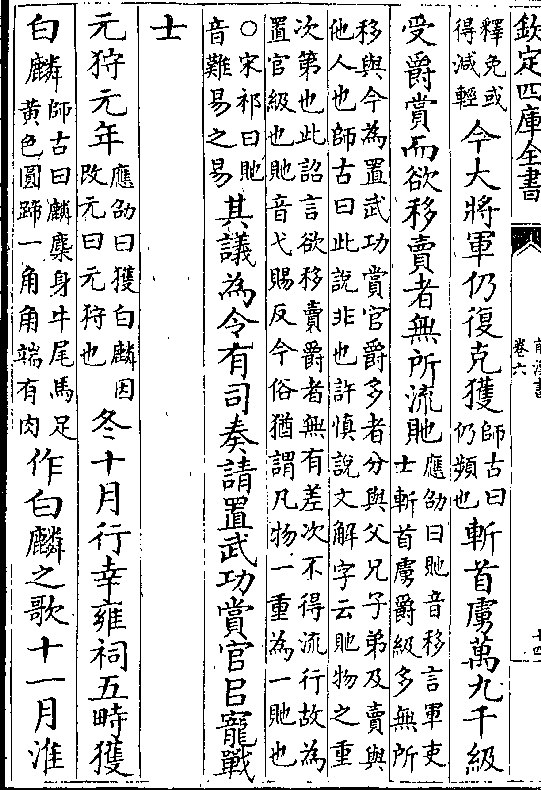 欽定四庫全書
前漢書
卷六
十四
釋免或
得減輕
今大將軍仍復克獲
師古曰
仍頻也
斬首虜萬九千級
受爵賞而欲移賣者無所流貤
應劭曰貤音移言軍吏
士斬首虜爵級多無所
移與今為置武功賞官爵多者分與父兄子弟及賣與
他人也師古曰此說非也許慎說文解字云貤物之重
次第也此詔言欲移賣爵者無有差次不得流行故為
置官級也貤音弋賜反今俗猶謂凡物一重為一貤也
○宋祁曰貤
音難易之易
其議為令有司奏請置武功賞官㠯寵戰
士
元狩元年
應劭曰獲白麟因
改元曰元狩也
冬十月行幸雍祠五畤獲
白麟
師古曰麟麋身牛尾馬足
黃色圓蹄一角角端有肉
作白麟之歌十一月淮